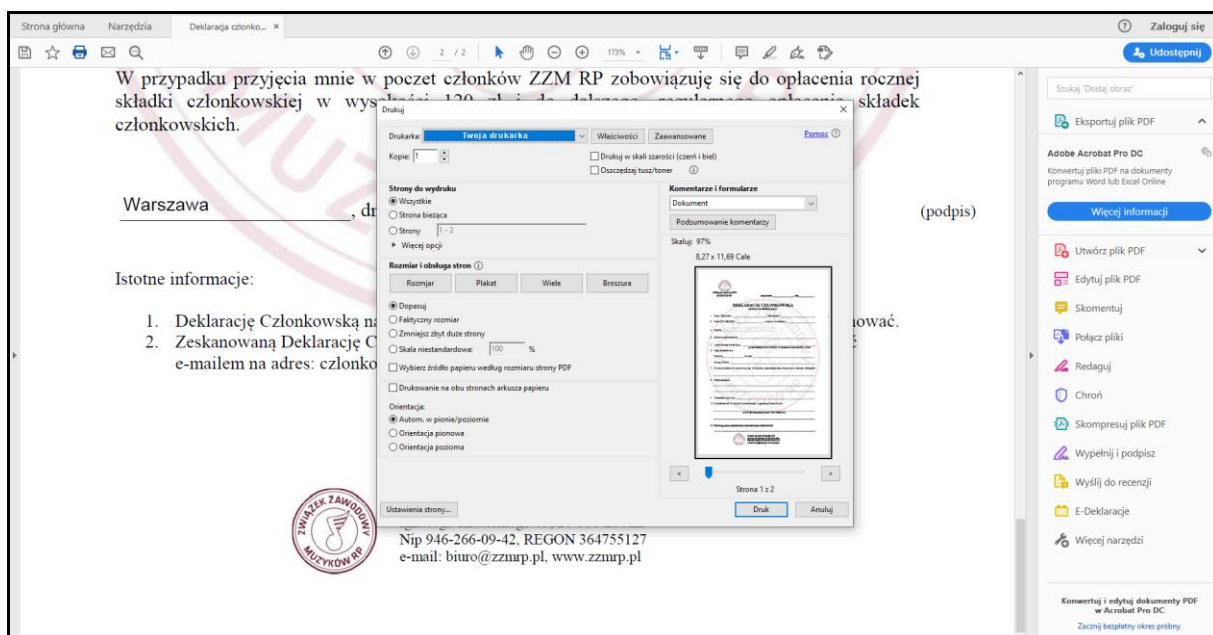 Strona główna Narzędzia Deklaracja czionko... × Zaloguj się
2 / 2 173% Udostępnij
W przypadku przyjęcia mnie w poczet członków ZZM RP zobowiązuję się do opłacenia rocznej
składki członkowskiej w wysokości 120 zł i do dalszego, regularnego opłacania składek
członkowskich.
Warszawa , dr (podpis)
Istotne informacje:
1. Deklarację Członkowską na ować.
2. Zeskanowaną Deklarację C
e-mailem na adres: członko
Drukuj ×
Drukarka: Twoja drukarka Właściwości Zaawansowane Pomoc
Kopie: 1 Drukuj w skali szarości (czerń i biel)
Oszczędzaj tusz/toner
Strony do wydruku
Wszystkie
Strona bieżąca
Strony 1 - 2
Więcej opcji
Rozmiar i obsługa stron
Rozmiar Plakat Wiele Broszura
Dopasuj
Faktyczny rozmiar
Zmniejsz zbyt duże strony
Skala niestandardowa: 100 %
Wybierz źródło papieru według rozmiaru strony PDF
Drukowanie na obu stronach arkusza papieru
Orientacja:
Autom. w pionie/poziomie
Orientacja pionowa
Orientacja pozioma
Komentarze i formularze
Dokument
Podsumowanie komentarzy
Skaluj: 97%
8,27 x 11,69 Cale
DEKLARACJA CZŁONKOWSKA
< >
Strona 1 z 2
Ustawienia strony... Druk Anuluj
ZWIĄZEK ZAWODOWY
MUZYKÓW RP
Nip 946-266-09-42, REGON 364755127
e-mail: biuro@zzmrp.pl, www.zzmrp.pl
Szukaj 'Dodaj obraz'
Eksportuj plik PDF
Adobe Acrobat Pro DC
Konwertuj pliki PDF na dokumenty
programu Word lub Excel Online
Więcej informacji
Utwórz plik PDF
Edytuj plik PDF
Skomentuj
Połącz pliki
Redaguj
Chroń
Skompresuj plik PDF
Wypełnij i podpisz
Wyślij do recenzji
E-Deklaracje
Więcej narzędzi
Konwertuj i edytuj dokumenty PDF
w Acrobat Pro DC
Zacznij bezpłatny okres próbny